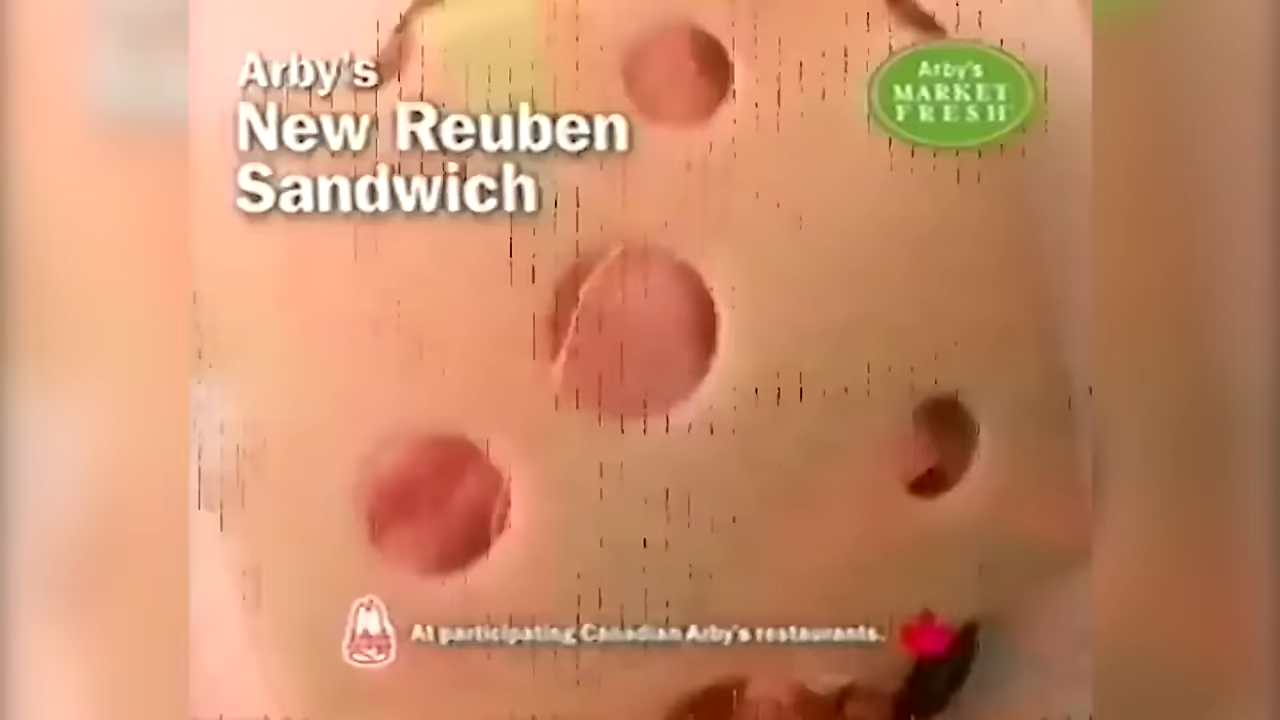 Arby's
New Reuben
Sandwich
Arby's
MARKET
FRESH
At participating Canadian Arby's restaurants.